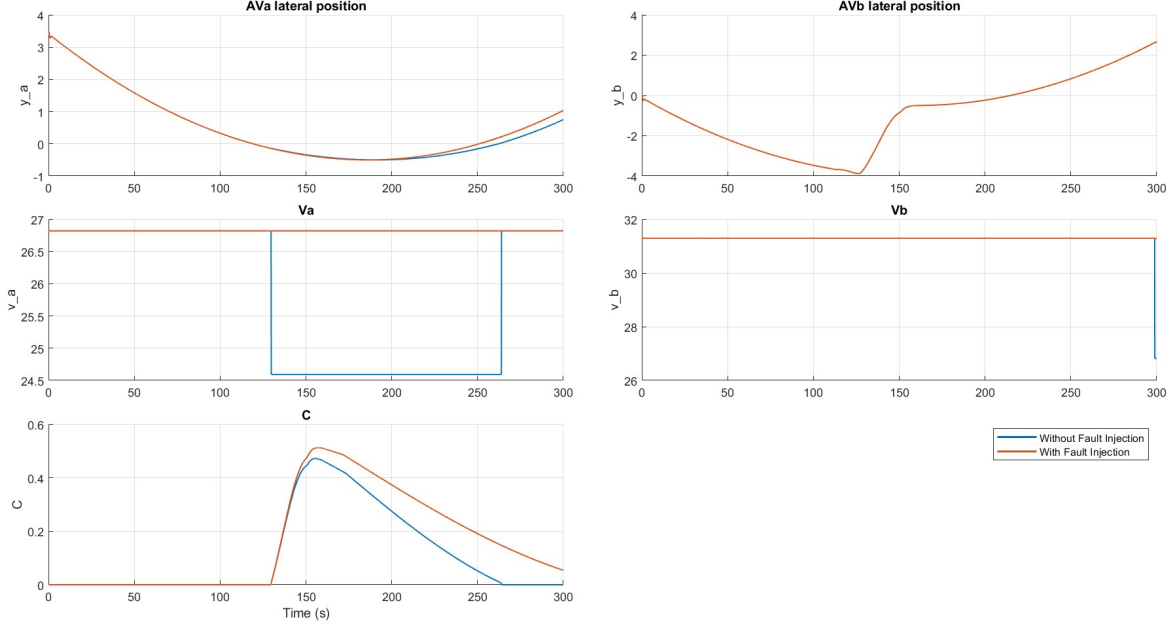 AVa lateral position
4
3
2
1
0
-1
y_a
0 50 100 150 200 250 300
AVb lateral position
4
2
0
-2
-4
y_b
0 50 100 150 200 250 300
Va
27
26.5
26
25.5
25
24.5
v_a
0 50 100 150 200 250 300
Vb
32
30
28
26
v_b
0 50 100 150 200 250 300
C
0.6
0.4
0.2
0
C
0 50 100 150 200 250 300
Time (s)
Without Fault Injection
With Fault Injection